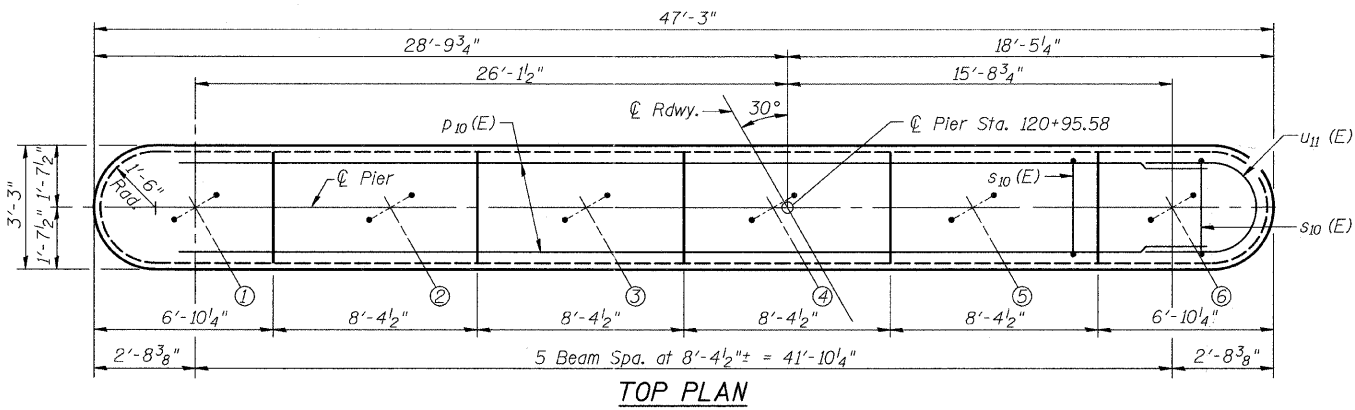 47'-3"
28'-9¾"
18'-5¼"
26'-1½"
15'-8¾"
℄ Rdwy.
30°
p10 (E)
℄ Pier Sta. 120+95.58
u11 (E)
3'-3"
1'-7½"
1'-7½"
1'-6"
Rad.
℄ Pier
s10 (E)
s10 (E)
1
2
3
4
5
6
6'-10¼"
8'-4½"
8'-4½"
8'-4½"
8'-4½"
6'-10¼"
2'-8⅜"
5 Beam Spa. at 8'-4½"± = 41'-10¼"
2'-8⅜"
TOP PLAN